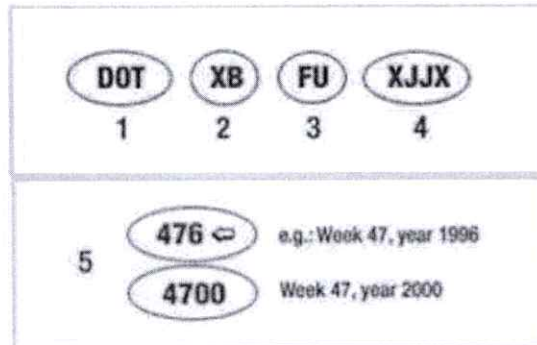 DOT XB FU XJJX
1 2 3 4
5
476 ⇦ e.g.: Week 47, year 1996
4700 Week 47, year 2000